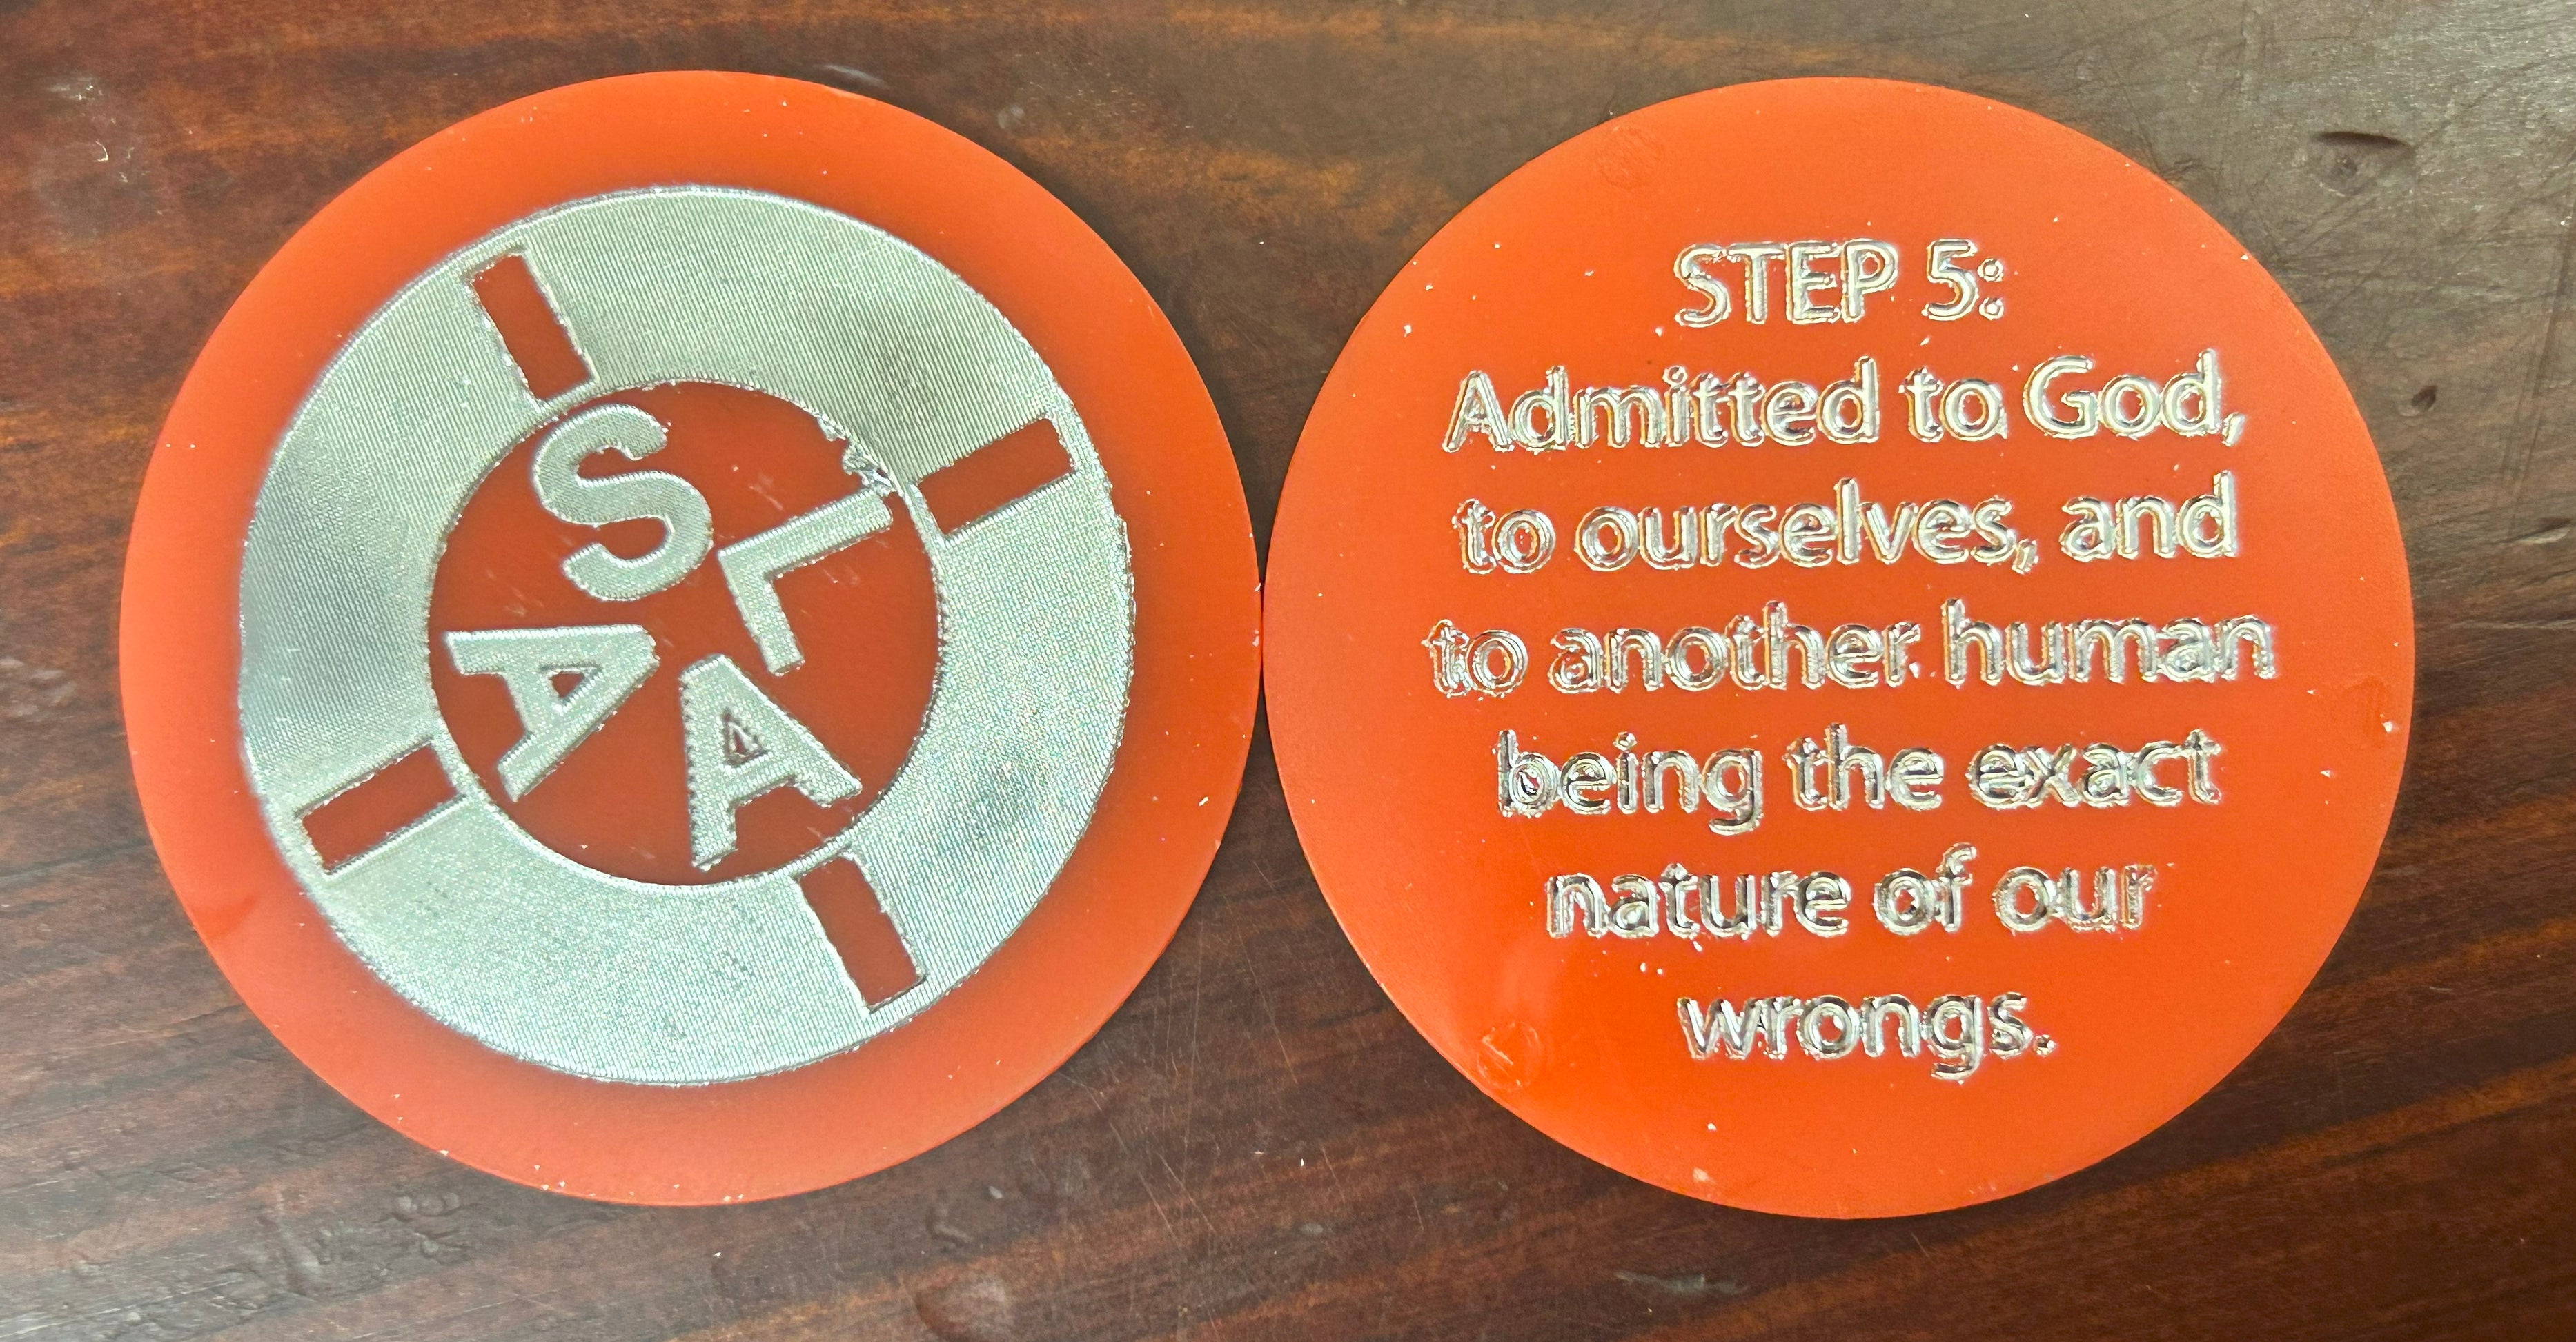 S L
A A
STEP 5:
Admitted to God,
to ourselves, and
to another human
being the exact
nature of our
wrongs.